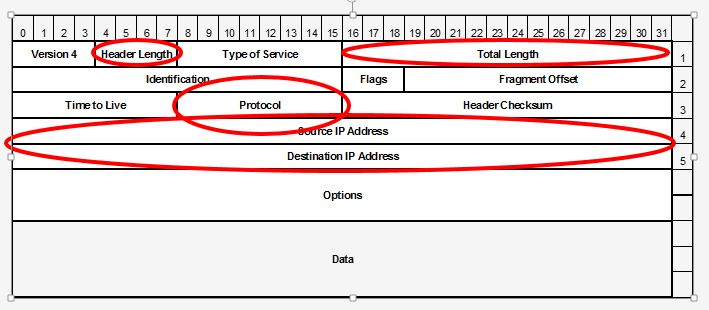 0 1 2 3 4 5 6 7 8 9 10 11 12 13 14 15 16 17 18 19 20 21 22 23 24 25 26 27 28 29 30 31
Version 4 Header Length Type of Service Total Length 1
Identification Flags Fragment Offset 2
Time to Live Protocol Header Checksum 3
Source IP Address 4
Destination IP Address 5
Options
Data